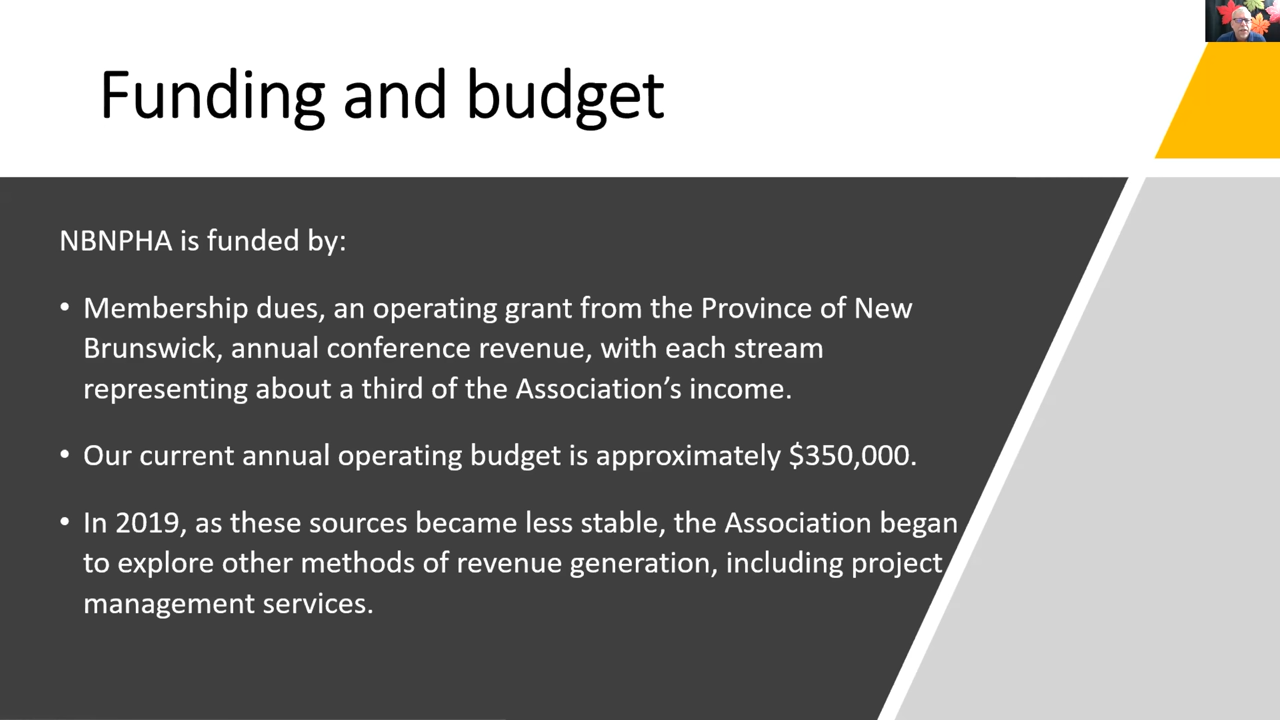 Funding and budget
NBNPHA is funded by:
• Membership dues, an operating grant from the Province of New
Brunswick, annual conference revenue, with each stream
representing about a third of the Association’s income.
• Our current annual operating budget is approximately $350,000.
• In 2019, as these sources became less stable, the Association began
to explore other methods of revenue generation, including project
management services.